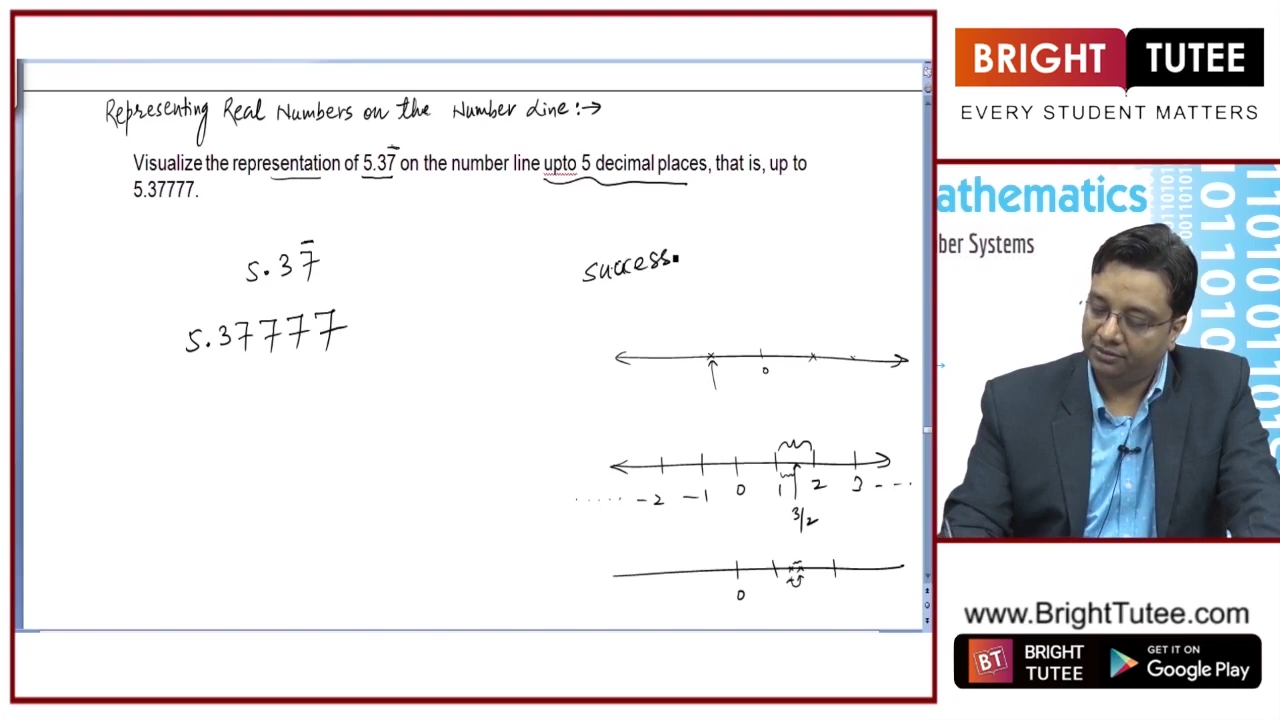 BRIGHT TUTEE
EVERY STUDENT MATTERS
Representing Real Numbers on the Number Line:→
Visualize the representation of 5.37̅ on the number line upto 5 decimal places, that is, up to
5.37777.
5.37̅
success
5.37777
0
..... -2 -1 0 1 2 3 - - ..
3/2
0
athematics
ber Systems
www.BrightTutee.com
BT
BRIGHT
TUTEE
GET IT ON
Google Play